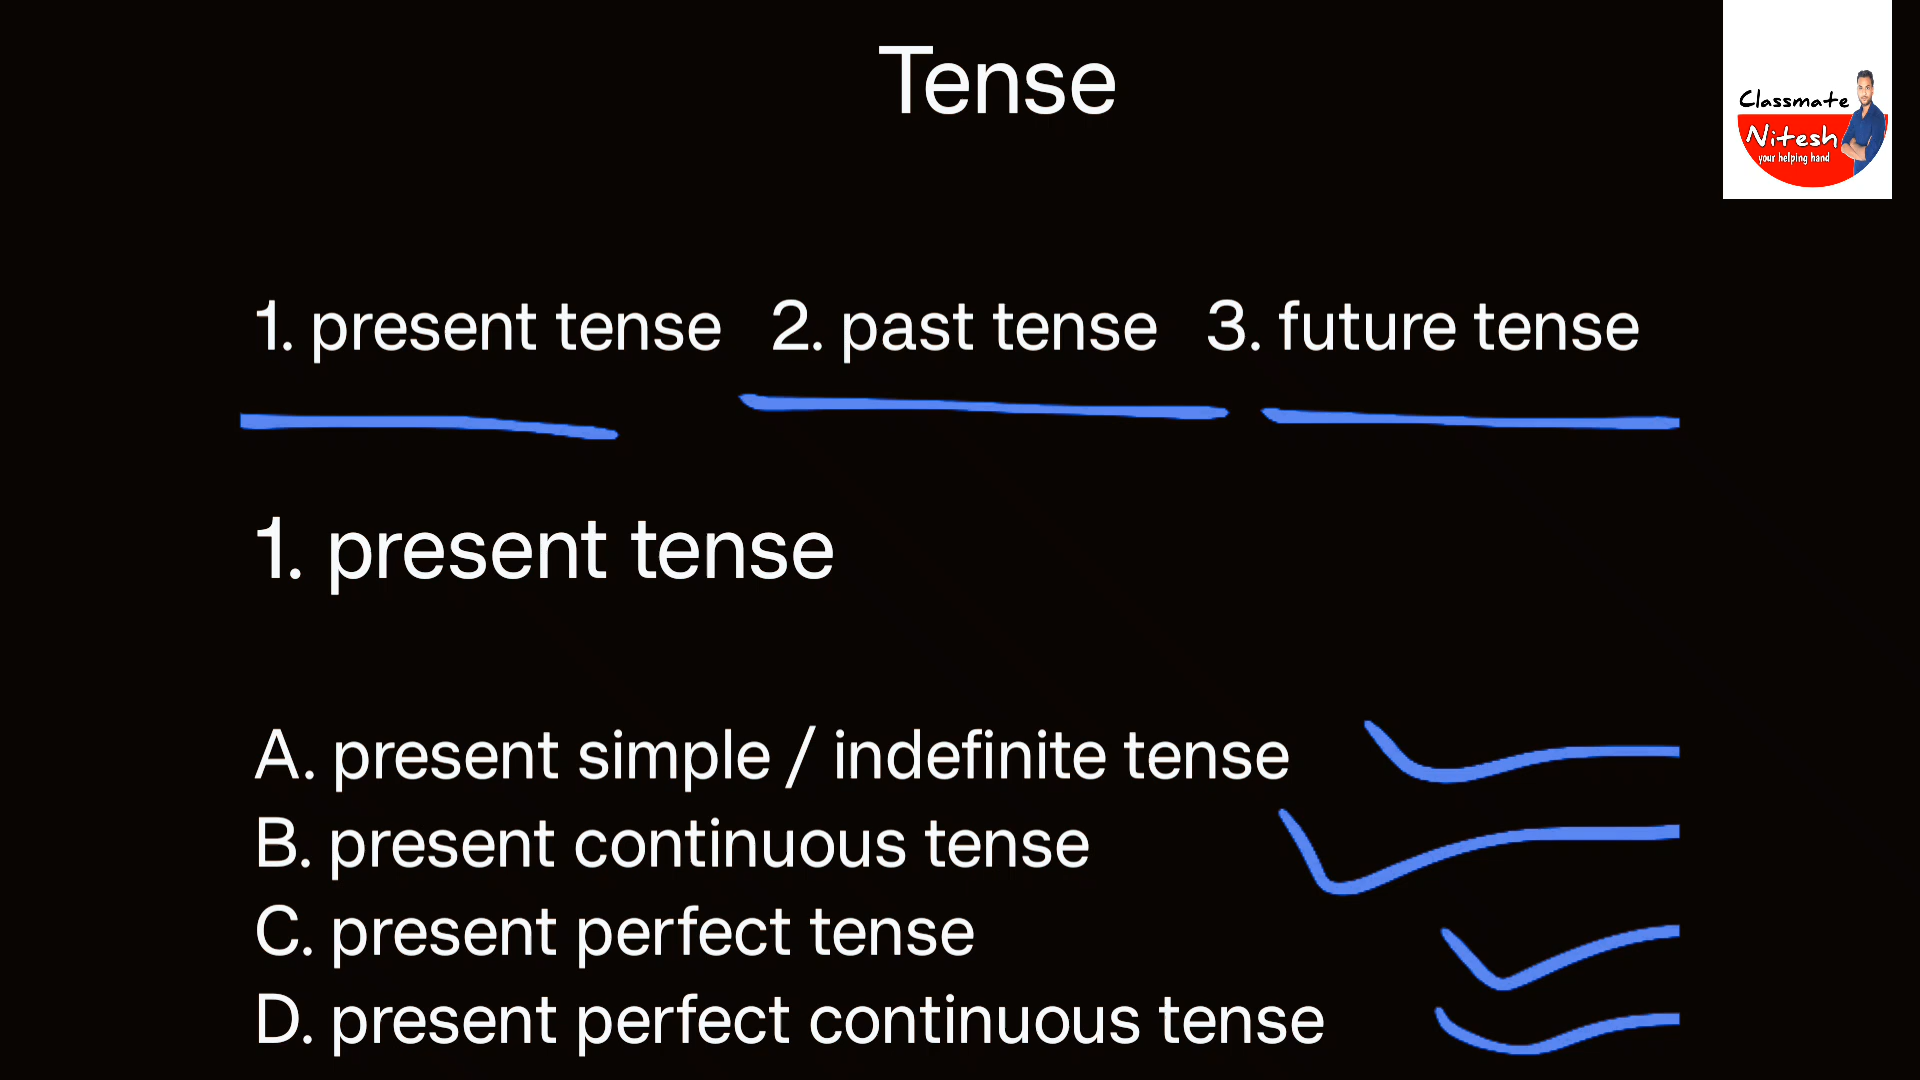 Tense
Classmate
Nitesh
your helping hand
1. present tense 2. past tense 3. future tense
1. present tense
A. present simple / indefinite tense
B. present continuous tense
C. present perfect tense
D. present perfect continuous tense